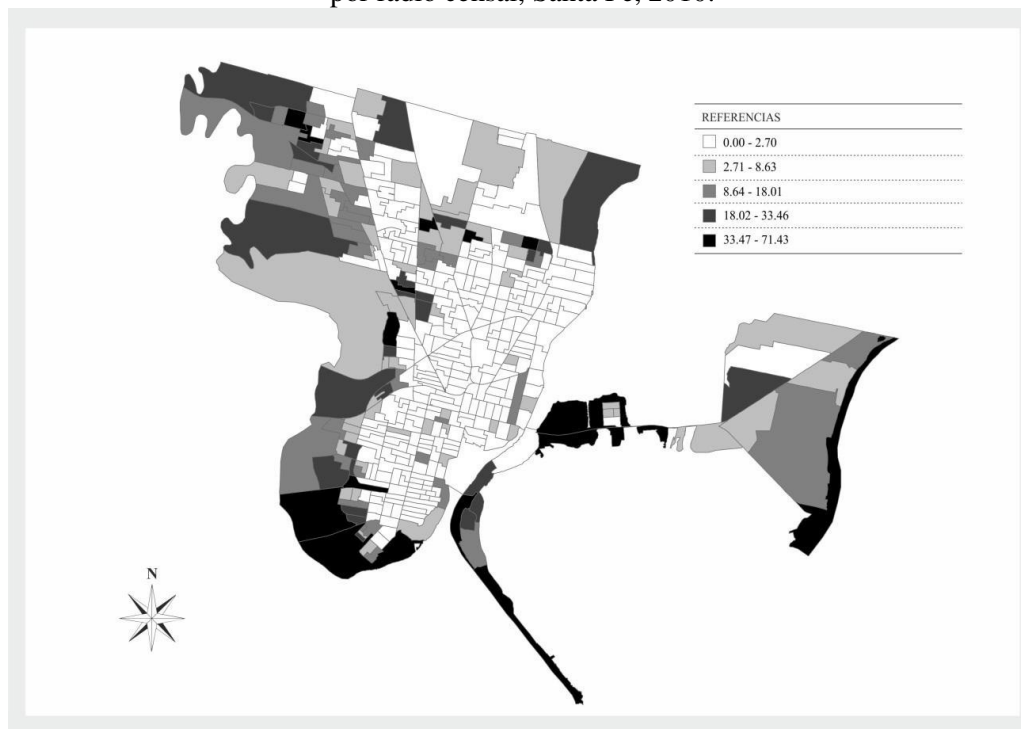 por radio censal, Santa Fe, 2010.
REFERENCIAS
0.00 - 2.70
2.71 - 8.63
8.64 - 18.01
18.02 - 33.46
33.47 - 71.43
N